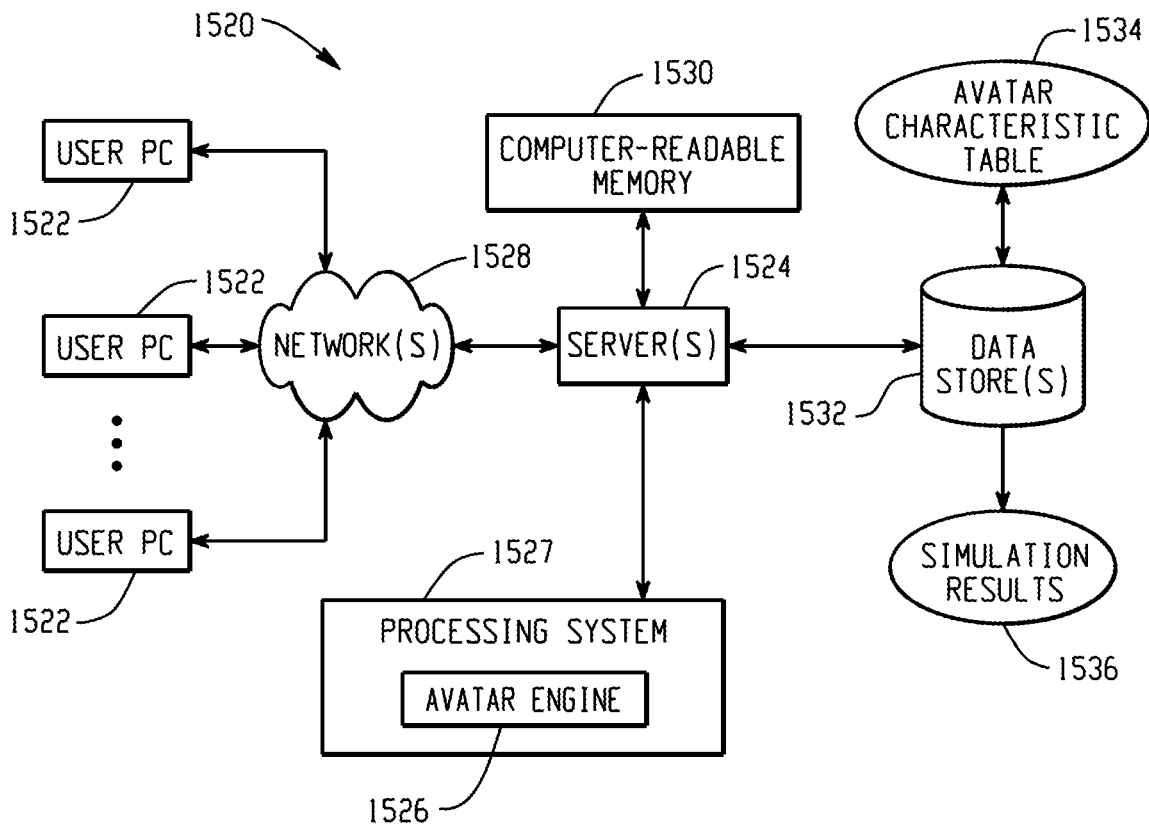 1520
1534
1530
AVATAR
CHARACTERISTIC
TABLE
USER PC
COMPUTER-READABLE
MEMORY
1522
1528
1524
1522
USER PC
NETWORK(S)
SERVER(S)
DATA
STORE(S)
1532
USER PC
1527
SIMULATION
RESULTS
1522
PROCESSING SYSTEM
1536
AVATAR ENGINE
1526